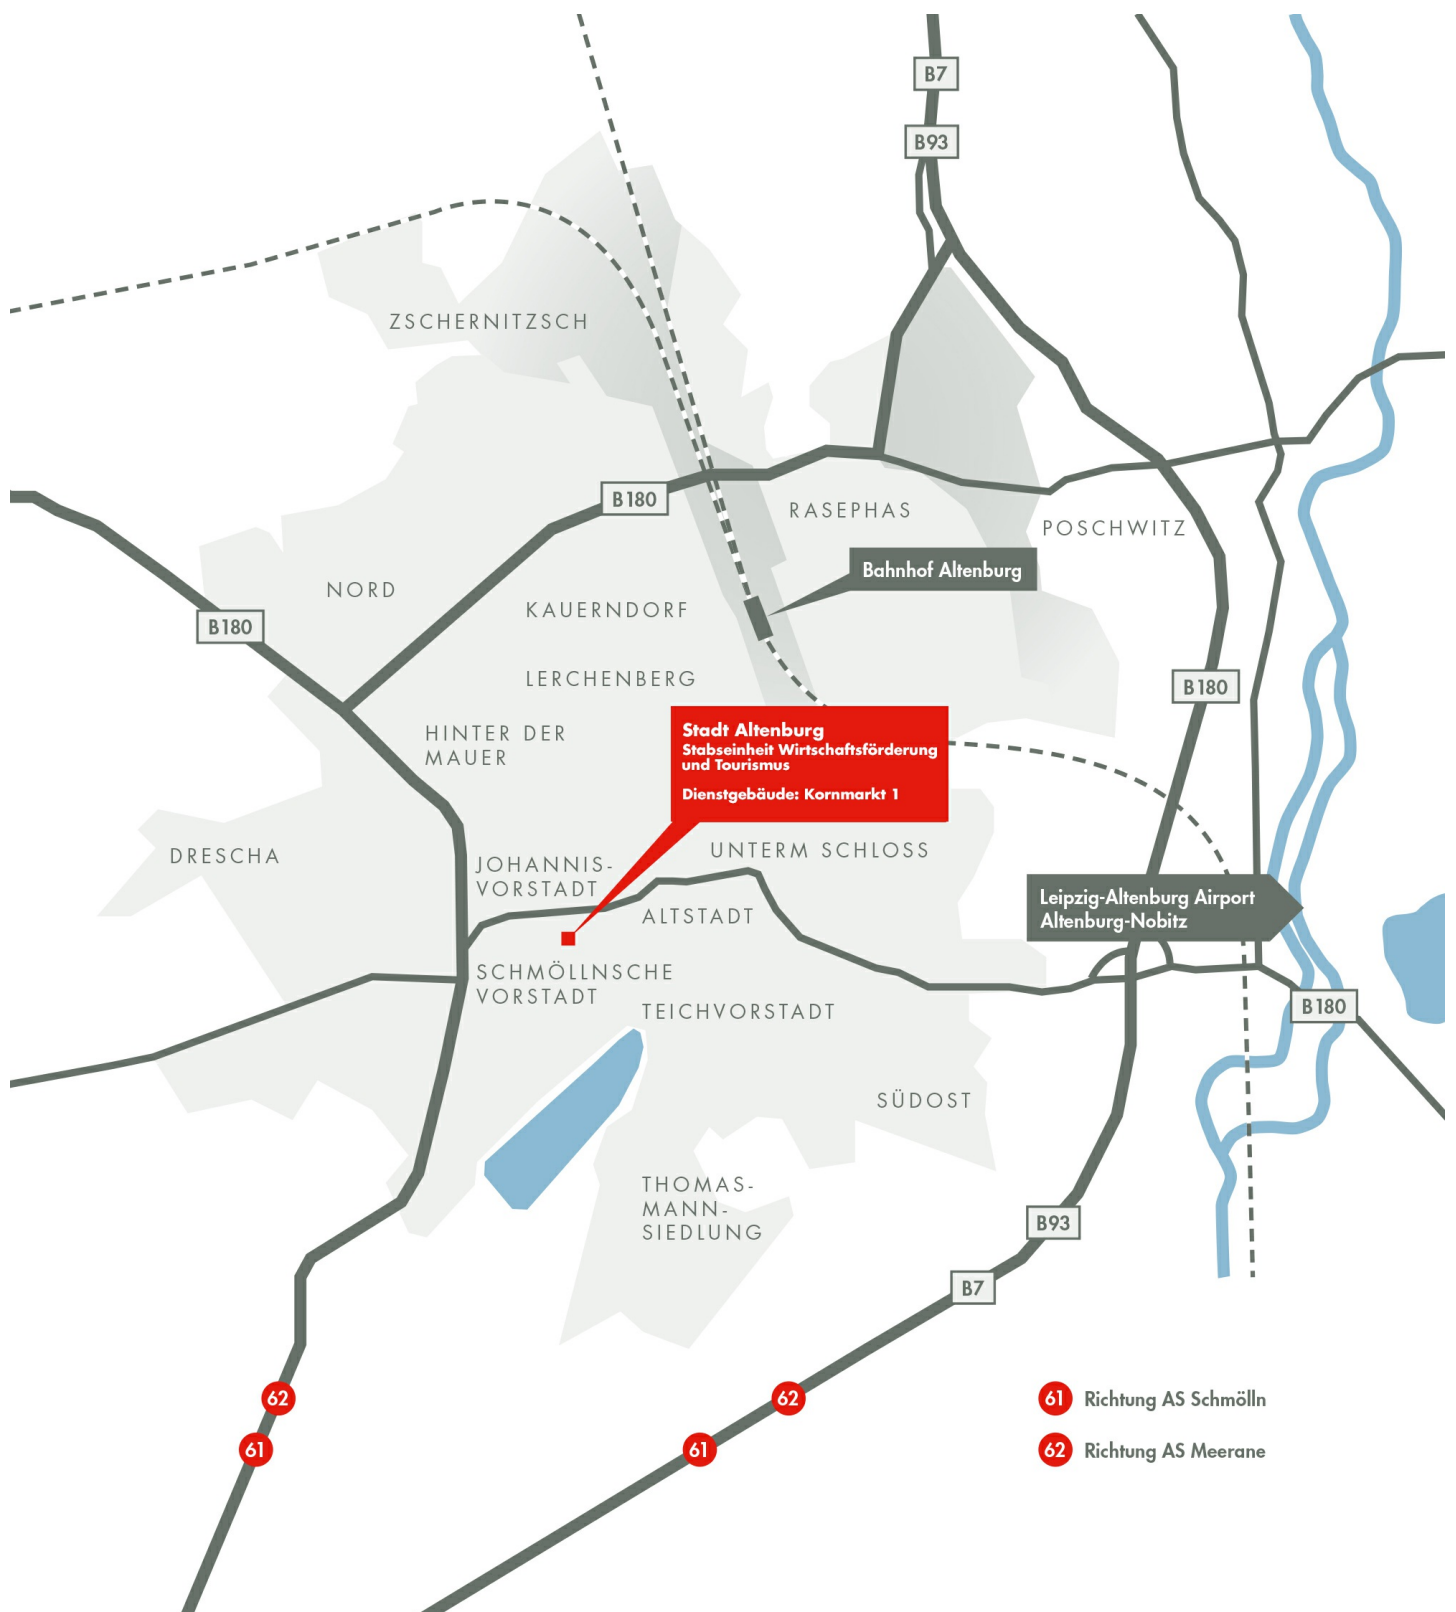 B7
B93
ZSCHERNITZSCH
B180
RASEPHAS
POSCHWITZ
Bahnhof Altenburg
NORD
KAUERNDORF
B180
LERCHENBERG
B180
HINTER DER
MAUER
Stadt Altenburg
Stabseinheit Wirtschaftsförderung
und Tourismus
Dienstgebäude: Kornmarkt 1
DRESCHA
JOHANNIS-
VORSTADT
UNTERM SCHLOSS
ALTSTADT
Leipzig-Altenburg Airport
Altenburg-Nobitz
SCHMÖLLNSCHE
VORSTADT
TEICHVORSTADT
B180
SÜDOST
THOMAS-
MANN-
SIEDLUNG
B93
B7
62
61
62
61
61 Richtung AS Schmölln
62 Richtung AS Meerane